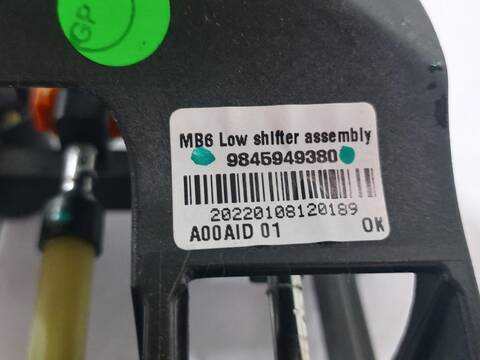 GP
MB6 Low shifter assembly
9845949380
20220108120189
A00AID 01 OK